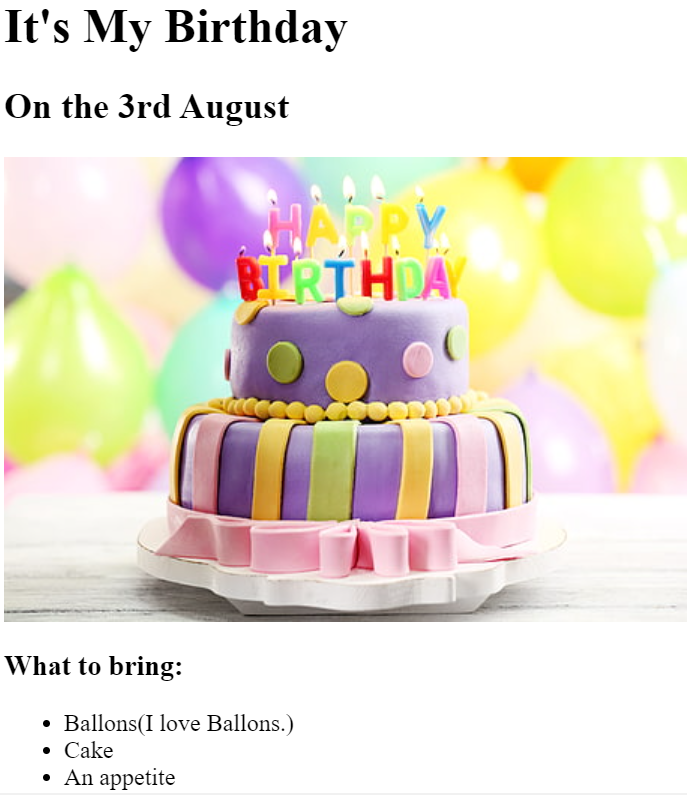 It's My Birthday
On the 3rd August
HAPPY
BIRTHDAY
What to bring:
Ballons(I love Ballons.)
Cake
An appetite